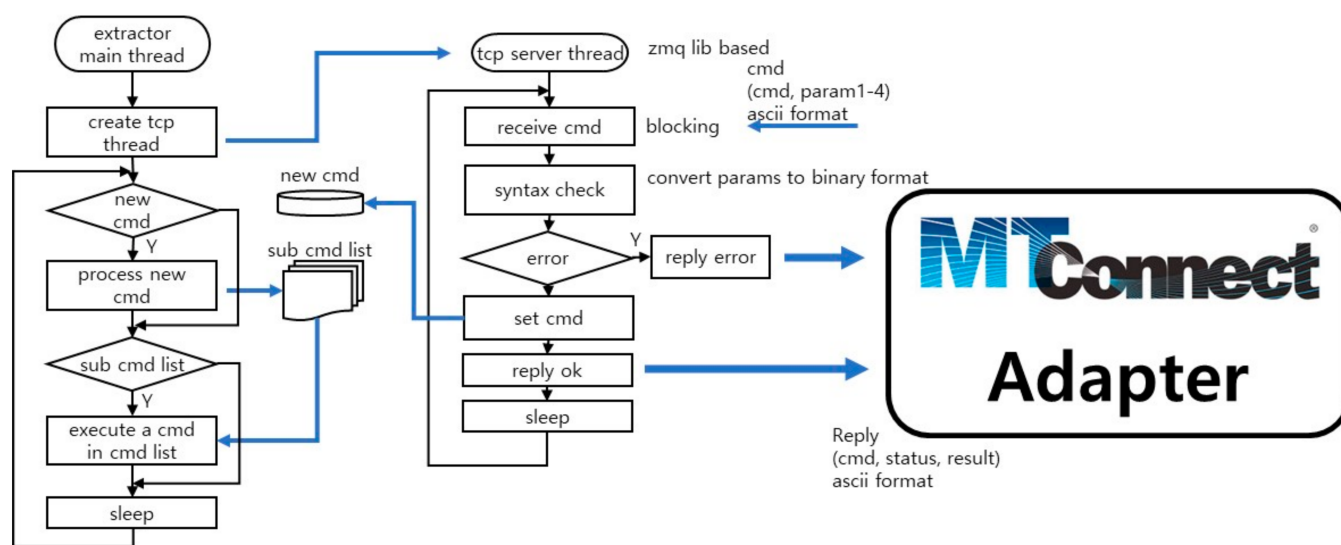 extractor
main thread
create tcp
thread
new
cmd
Y
process new
cmd
sub cmd list
Y
execute a cmd
in cmd list
sleep
new cmd
sub cmd list
tcp server thread
zmq lib based
cmd
(cmd, param1-4)
ascii format
receive cmd
blocking
syntax check
convert params to binary format
error
Y
reply error
set cmd
reply ok
sleep
MTConnect®
Adapter
Reply
(cmd, status, result)
ascii format